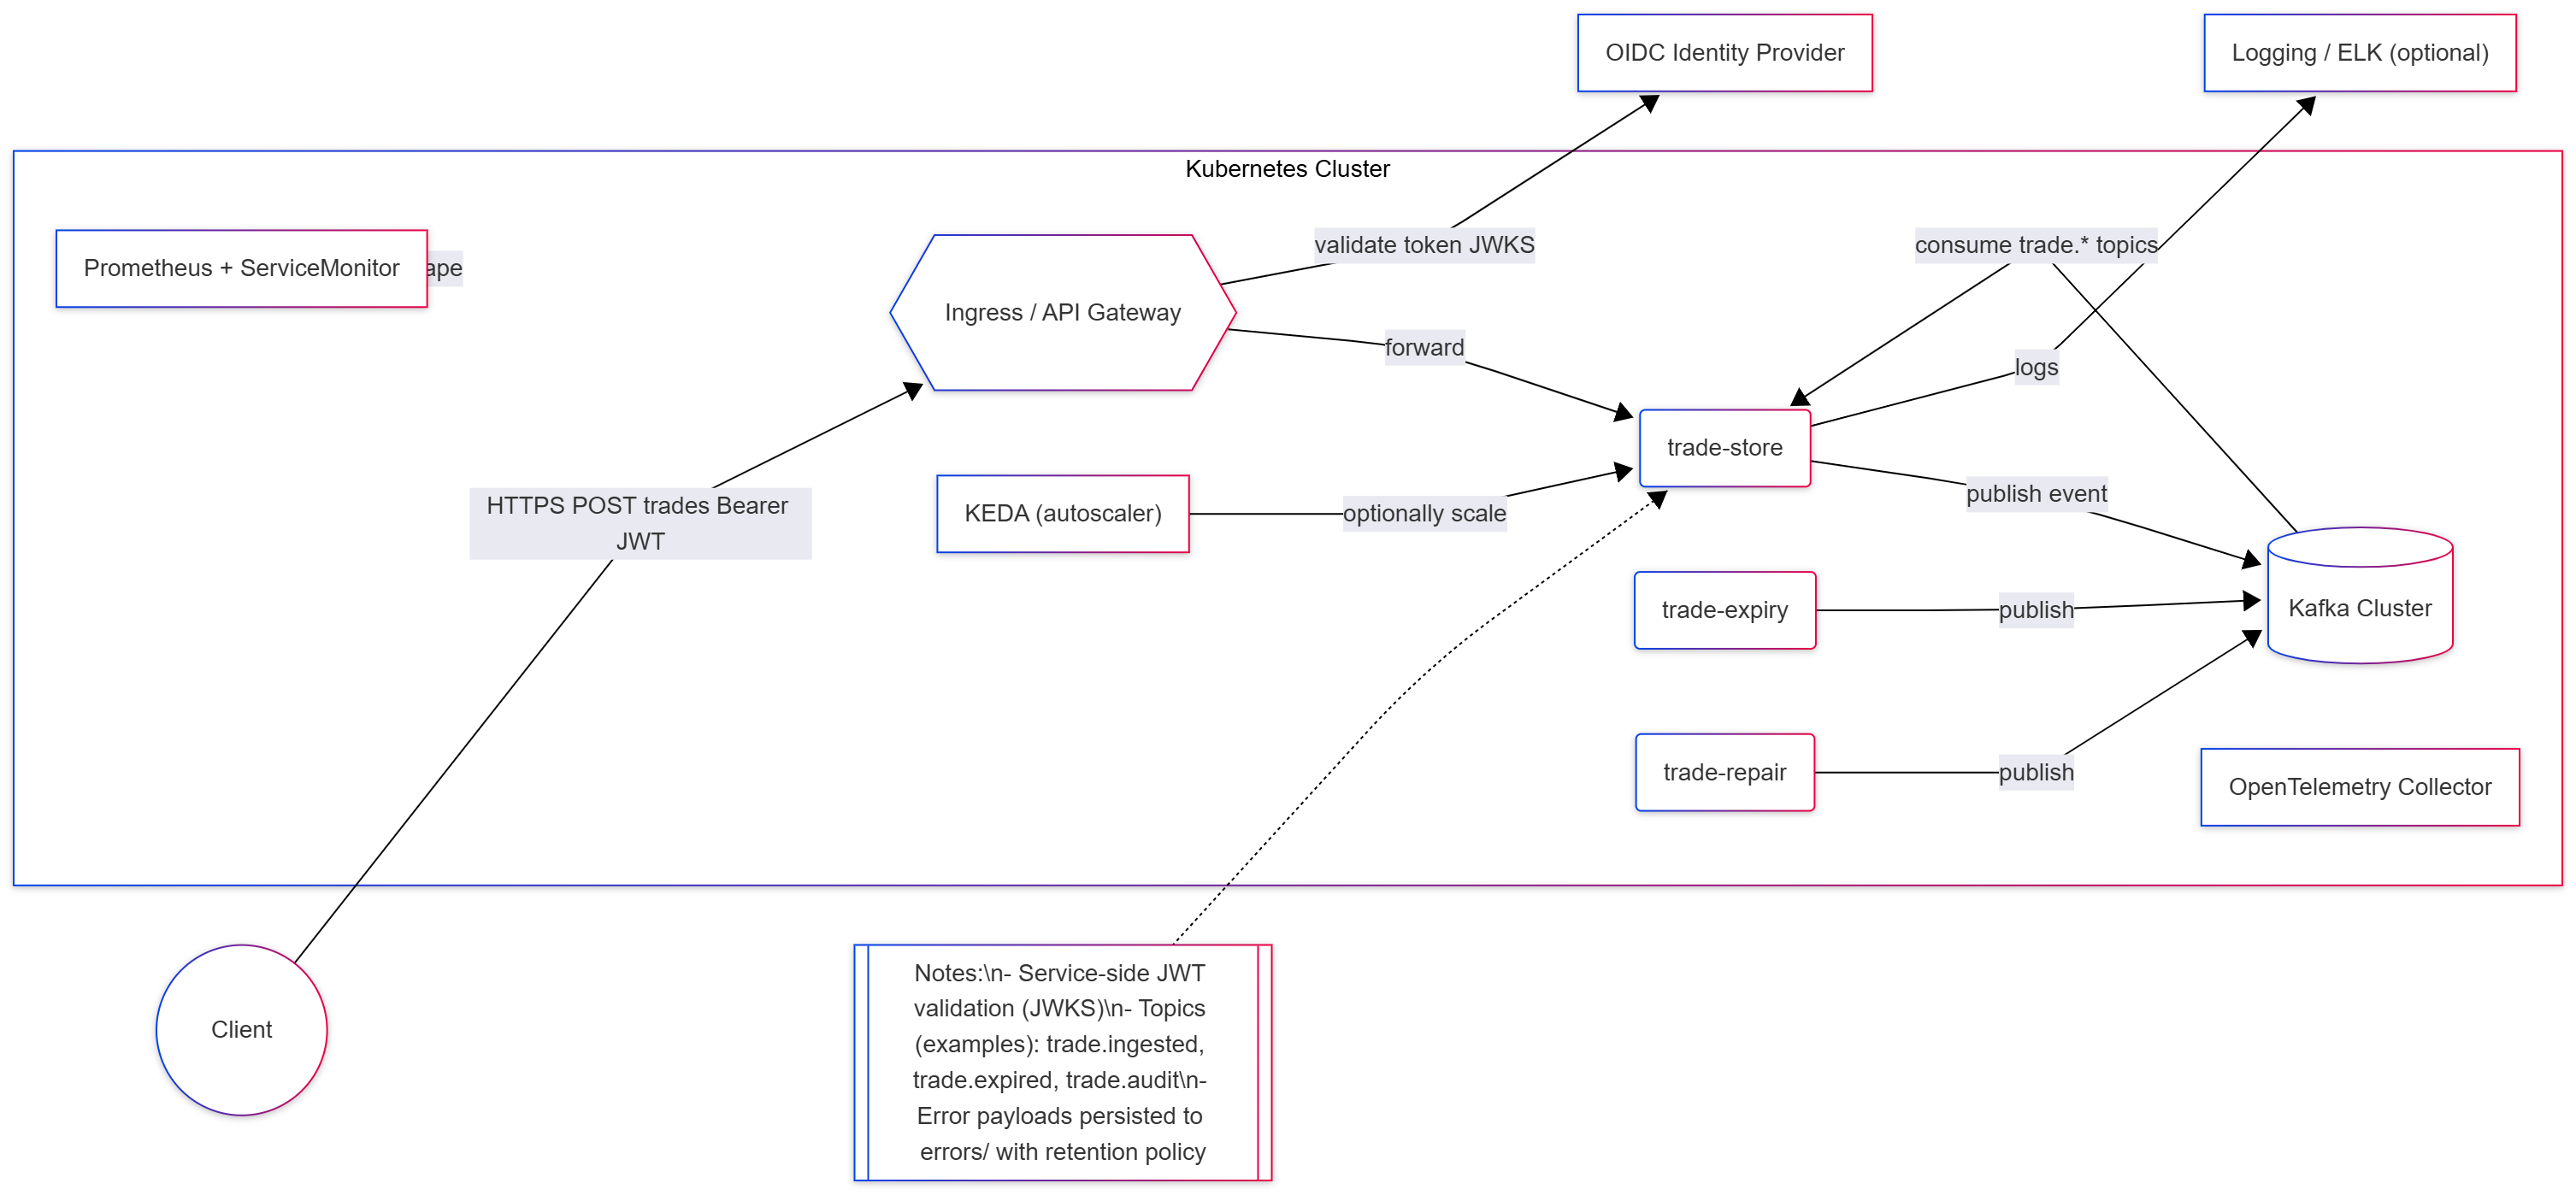 OIDC Identity Provider
Logging / ELK (optional)
Kubernetes Cluster
Prometheus + ServiceMonitor
ape
validate token JWKS
consume trade.* topics
Ingress / API Gateway
forward
logs
trade-store
HTTPS POST trades Bearer
JWT
KEDA (autoscaler)
optionally scale
publish event
trade-expiry
publish
Kafka Cluster
trade-repair
publish
OpenTelemetry Collector
Client
Notes:\n- Service-side JWT
validation (JWKS)\n- Topics
(examples): trade.ingested,
trade.expired, trade.audit\n-
Error payloads persisted to
errors/ with retention policy